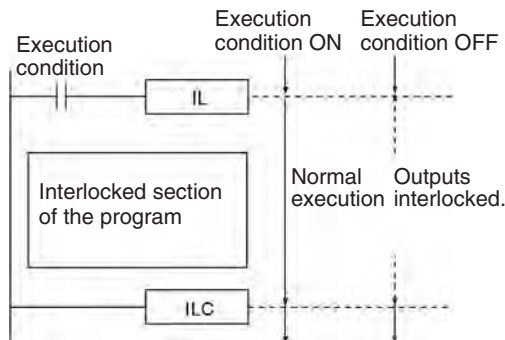 Execution
condition
Execution
condition ON
Execution
condition OFF
IL
Interlocked section
of the program
Normal
execution
Outputs
interlocked.
ILC